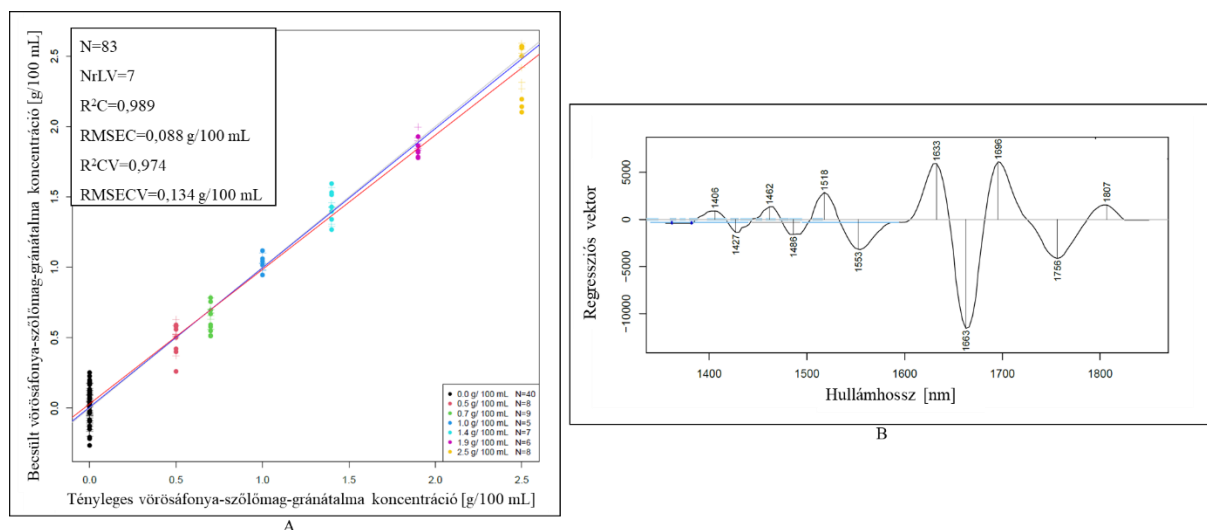 N=83
NrLV=7
R²C=0,989
RMSEC=0,088 g/100 mL
R²CV=0,974
RMSECV=0,134 g/100 mL
Becsült vörösáfonya-szőlőmag-gránátalma koncentráció [g/100 mL]
2.5
2.0
1.5
1.0
0.5
0.0
0.0 g/ 100 mL N=40
0.5 g/ 100 mL N=8
0.7 g/ 100 mL N=9
1.0 g/ 100 mL N=5
1.4 g/ 100 mL N=7
1.9 g/ 100 mL N=6
2.5 g/ 100 mL N=8
0.0 0.5 1.0 1.5 2.0 2.5
Tényleges vörösáfonya-szőlőmag-gránátalma koncentráció [g/100 mL]
A
Regressziós vektor
5000
0
-5000
-10000
1406
1427
1462
1486
1518
1553
1633
1663
1696
1756
1807
1400 1500 1600 1700 1800
Hullámhossz [nm]
B